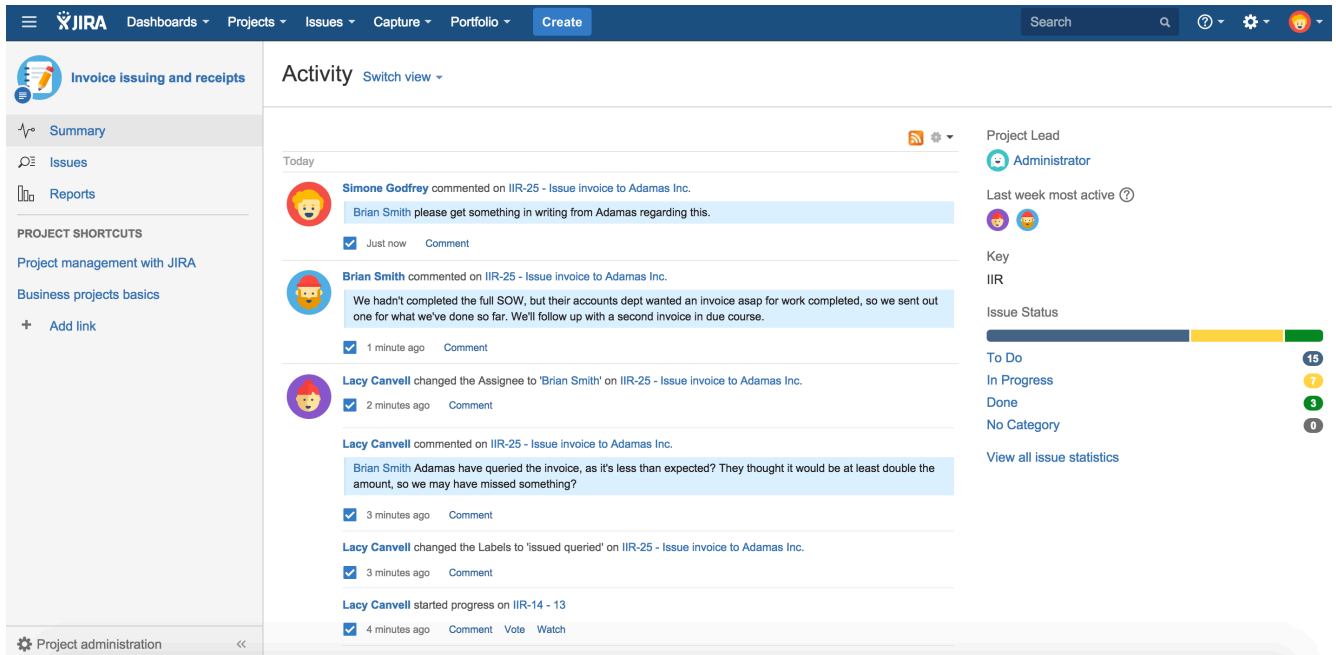 JIRA Dashboards Projects Issues Capture Portfolio Create Search
Invoice issuing and receipts
Summary
Issues
Reports
PROJECT SHORTCUTS
Project management with JIRA
Business projects basics
+ Add link
Project administration
Activity Switch view
Today
Simone Godfrey commented on IIR-25 - Issue invoice to Adamas Inc.
Brian Smith please get something in writing from Adamas regarding this.
Just now Comment
Brian Smith commented on IIR-25 - Issue invoice to Adamas Inc.
We hadn't completed the full SOW, but their accounts dept wanted an invoice asap for work completed, so we sent out
one for what we've done so far. We'll follow up with a second invoice in due course.
1 minute ago Comment
Lacy Canvell changed the Assignee to 'Brian Smith' on IIR-25 - Issue invoice to Adamas Inc.
2 minutes ago Comment
Lacy Canvell commented on IIR-25 - Issue invoice to Adamas Inc.
Brian Smith Adamas have queried the invoice, as it's less than expected? They thought it would be at least double the
amount, so we may have missed something?
3 minutes ago Comment
Lacy Canvell changed the Labels to 'issued queried' on IIR-25 - Issue invoice to Adamas Inc.
3 minutes ago Comment
Lacy Canvell started progress on IIR-14 - 13
4 minutes ago Comment Vote Watch
Project Lead
Administrator
Last week most active
Key
IIR
Issue Status
To Do 15
In Progress 7
Done 3
No Category 0
View all issue statistics